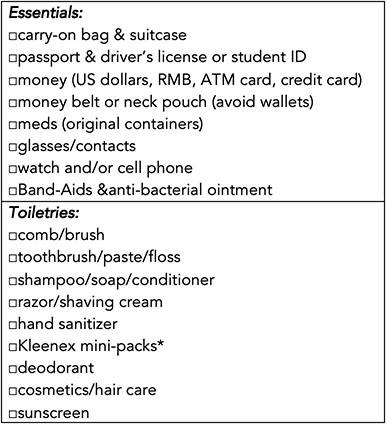 Essentials:
□carry-on bag & suitcase
□passport & driver’s license or student ID
□money (US dollars, RMB, ATM card, credit card)
□money belt or neck pouch (avoid wallets)
□meds (original containers)
□glasses/contacts
□watch and/or cell phone
□Band-Aids &anti-bacterial ointment
Toiletries:
□comb/brush
□toothbrush/paste/floss
□shampoo/soap/conditioner
□razor/shaving cream
□hand sanitizer
□Kleenex mini-packs*
□deodorant
□cosmetics/hair care
□sunscreen